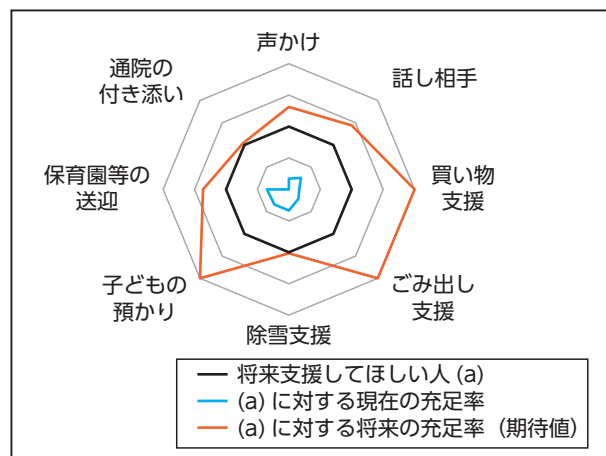 声かけ
話し相手
買い物
支援
ごみ出し
支援
除雪支援
子どもの
預かり
保育園等の
送迎
通院の
付き添い
将来支援してほしい人 (a)
(a) に対する現在の充足率
(a) に対する将来の充足率（期待値）